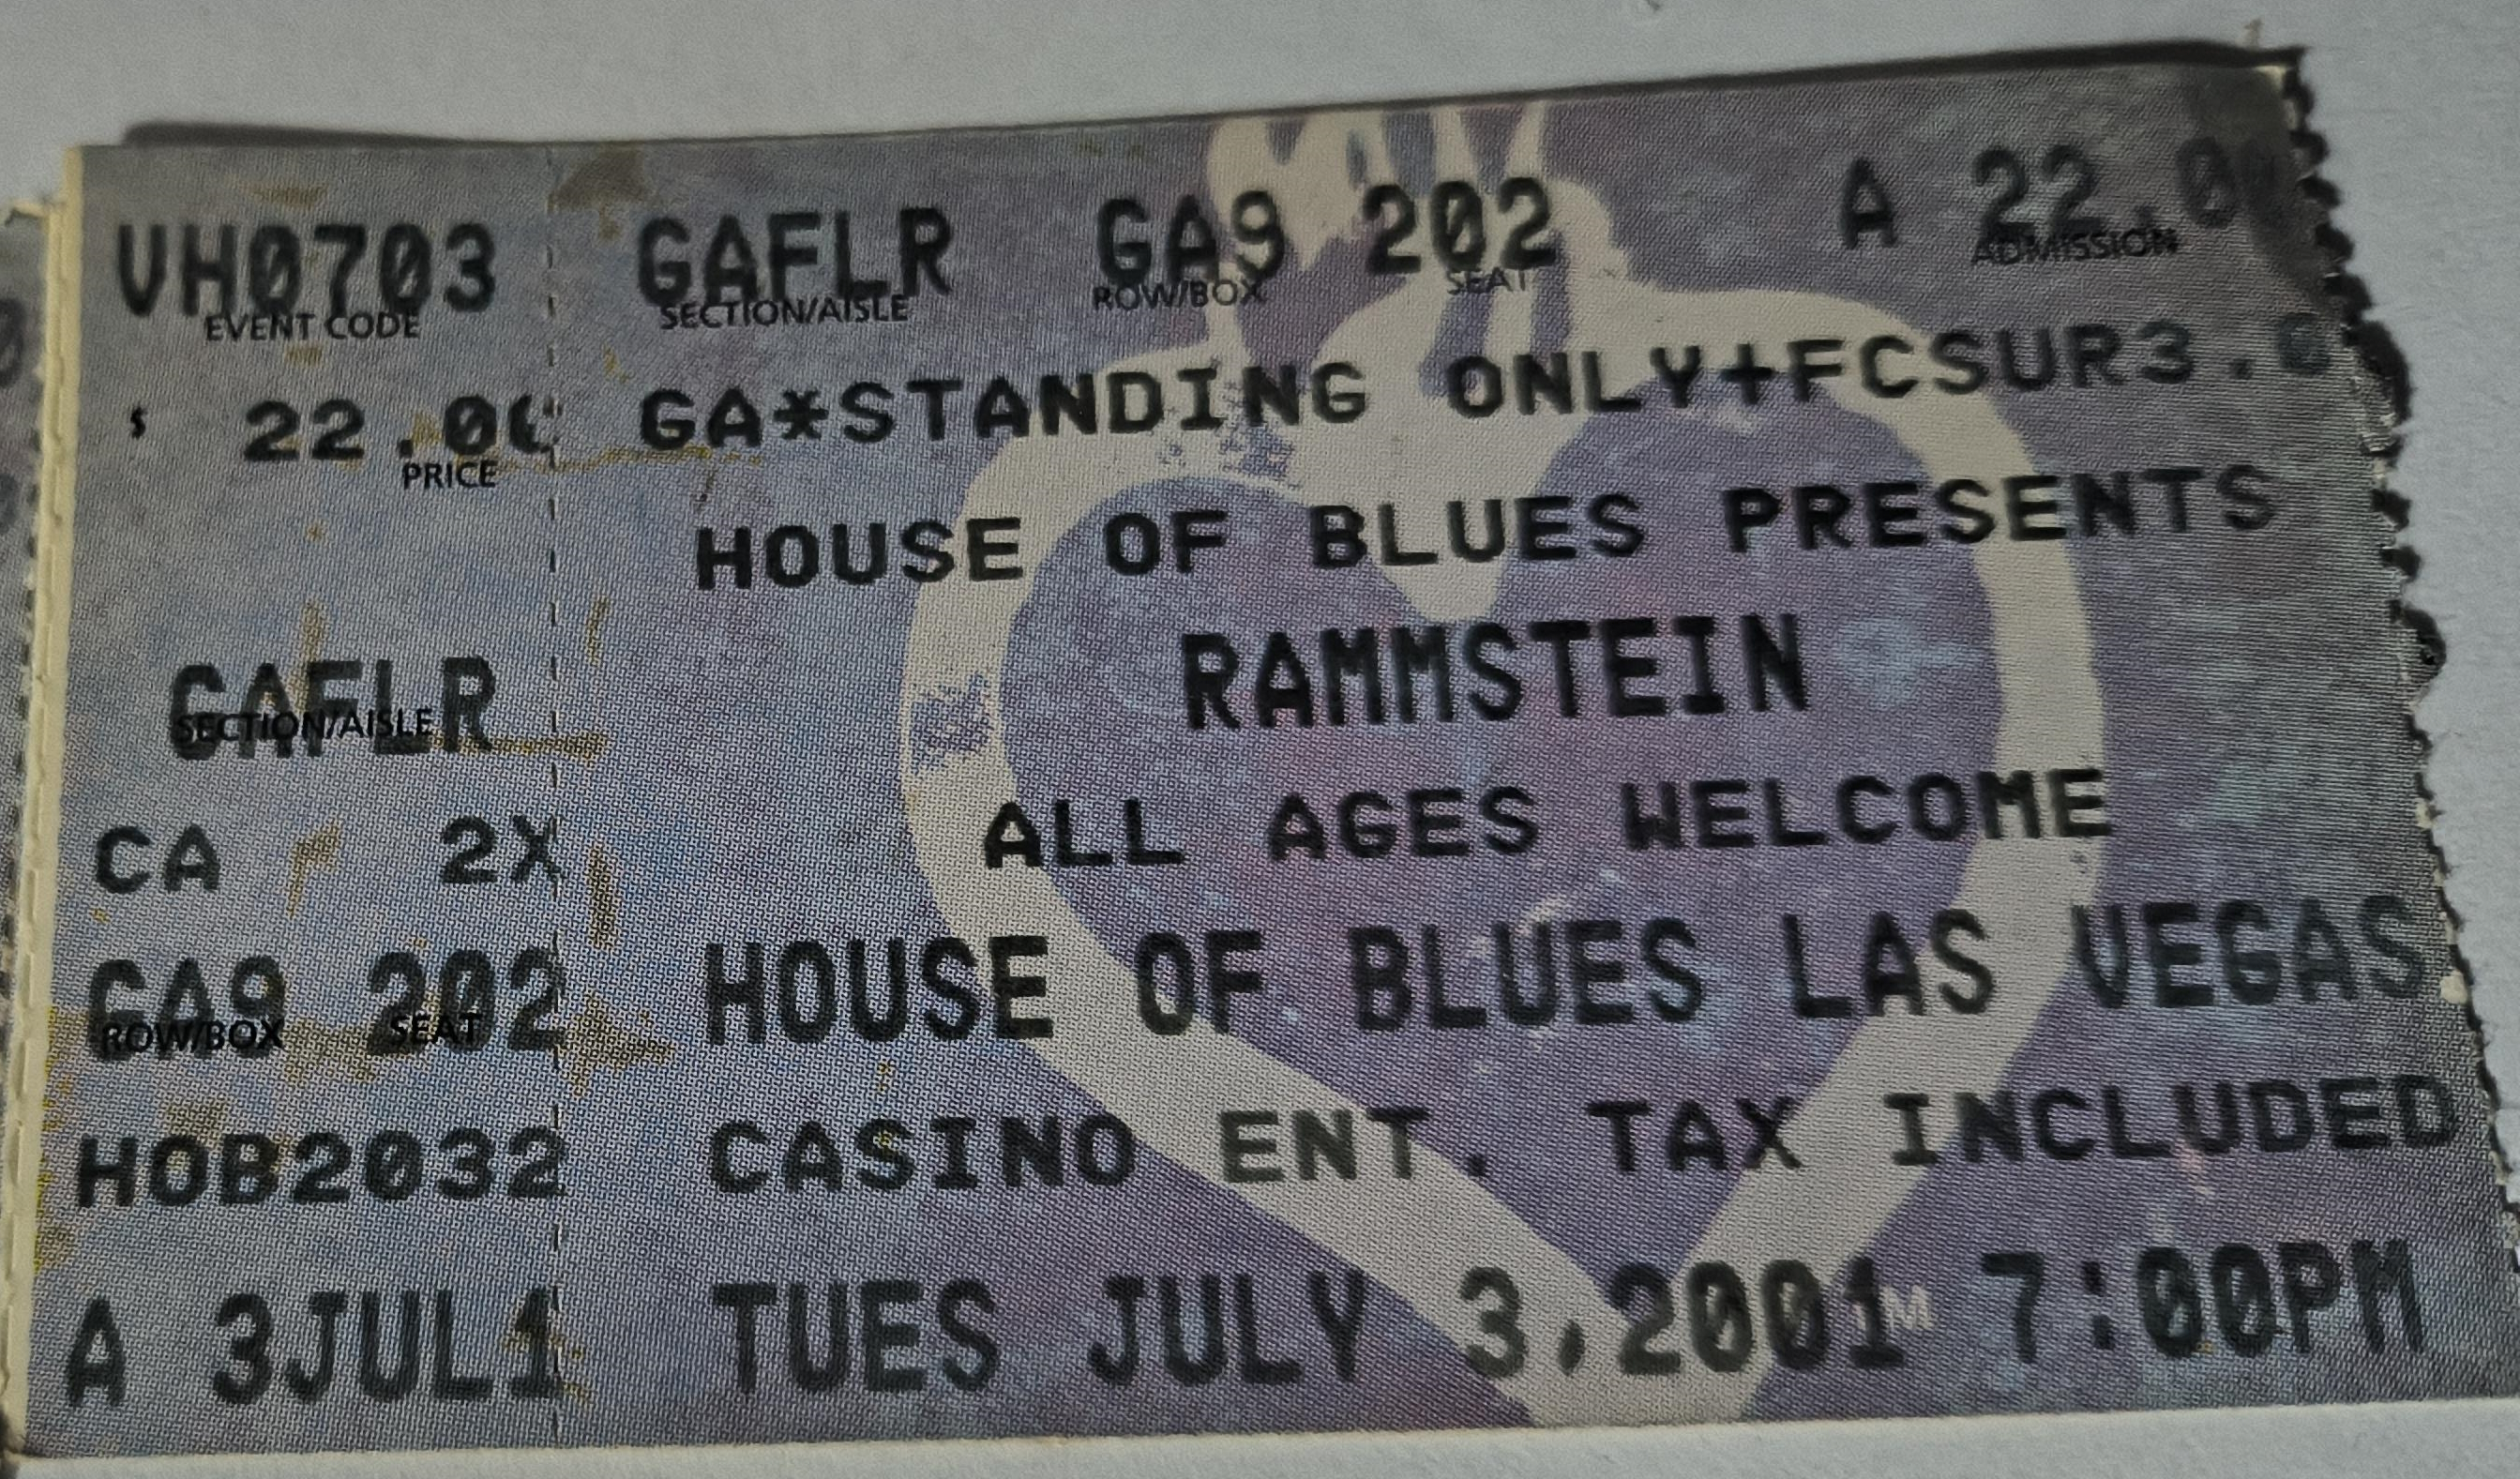 VH0703 GAFLR GA9 202 A 22.0
EVENT CODE SECTION/AISLE ROW/BOX SEAT ADMISSION
$ 22.00 GA*STANDING ONLY+FCSUR3.0
PRICE
HOUSE OF BLUES PRESENTS
RAMMSTEIN
GAFLR
SECTION/AISLE
CA 2X ALL AGES WELCOME
GA9 202 HOUSE OF BLUES LAS VEGAS
ROW/BOX SEAT
HOB2032 CASINO ENT. TAX INCLUDED
A 3JUL1 TUES JULY 3,2001 7:00PM
TM